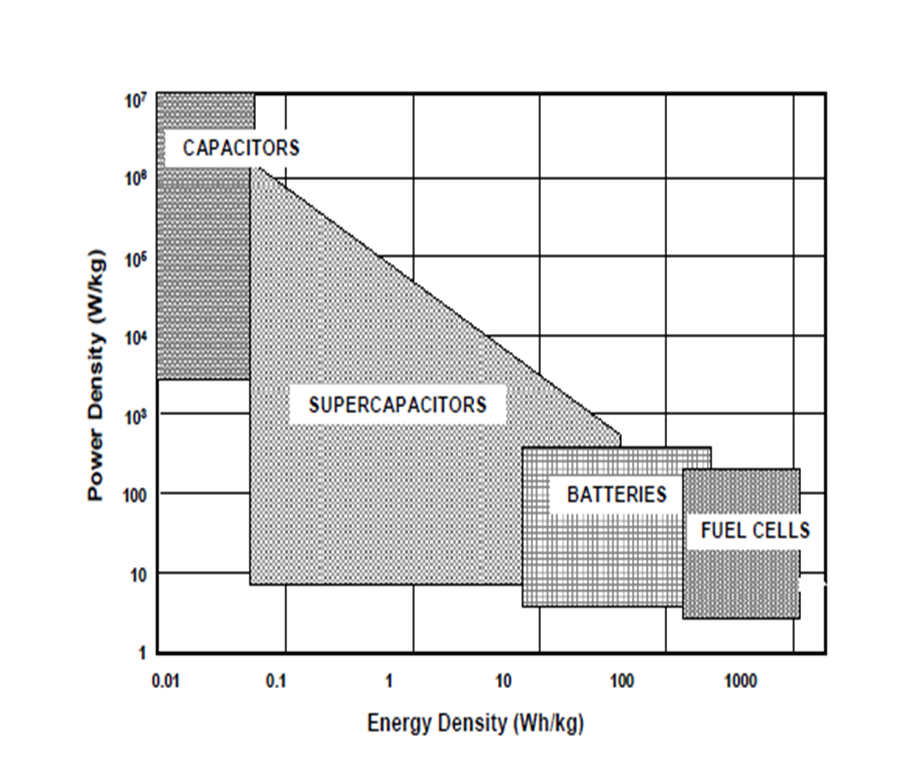 10⁷
CAPACITORS
10⁶
10⁵
10⁴
SUPERCAPACITORS
10³
BATTERIES
100
FUEL CELLS
10
1
Power Density (W/kg)
0.01 0.1 1 10 100 1000
Energy Density (Wh/kg)